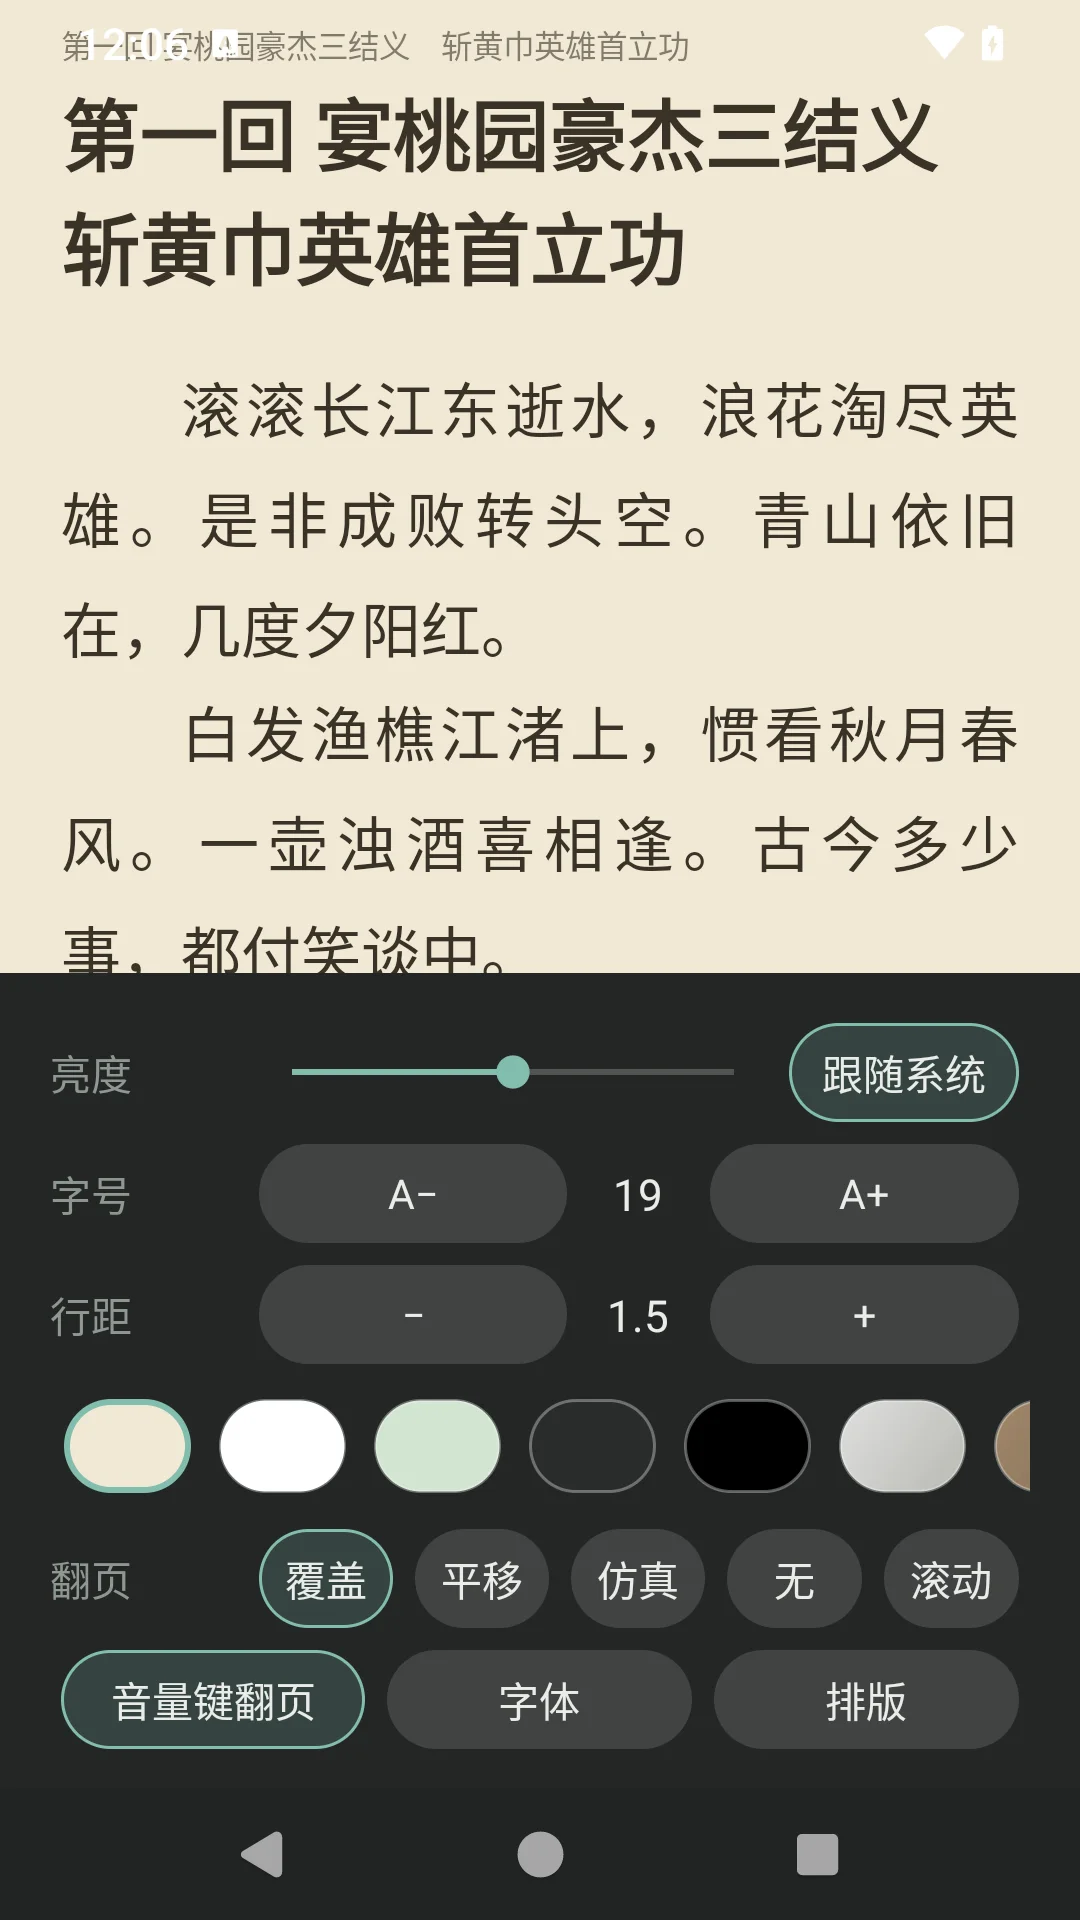 12:06
第一回 宴桃园豪杰三结义 斩黄巾英雄首立功
第一回 宴桃园豪杰三结义
斩黄巾英雄首立功
滚滚长江东逝水，浪花淘尽英
雄。是非成败转头空。青山依旧
在，几度夕阳红。
白发渔樵江渚上，惯看秋月春
风。一壶浊酒喜相逢。古今多少
事，都付笑谈中。
亮度 跟随系统
字号 A− 19 A+
行距 − 1.5 +
翻页 覆盖 平移 仿真 无 滚动
音量键翻页 字体 排版